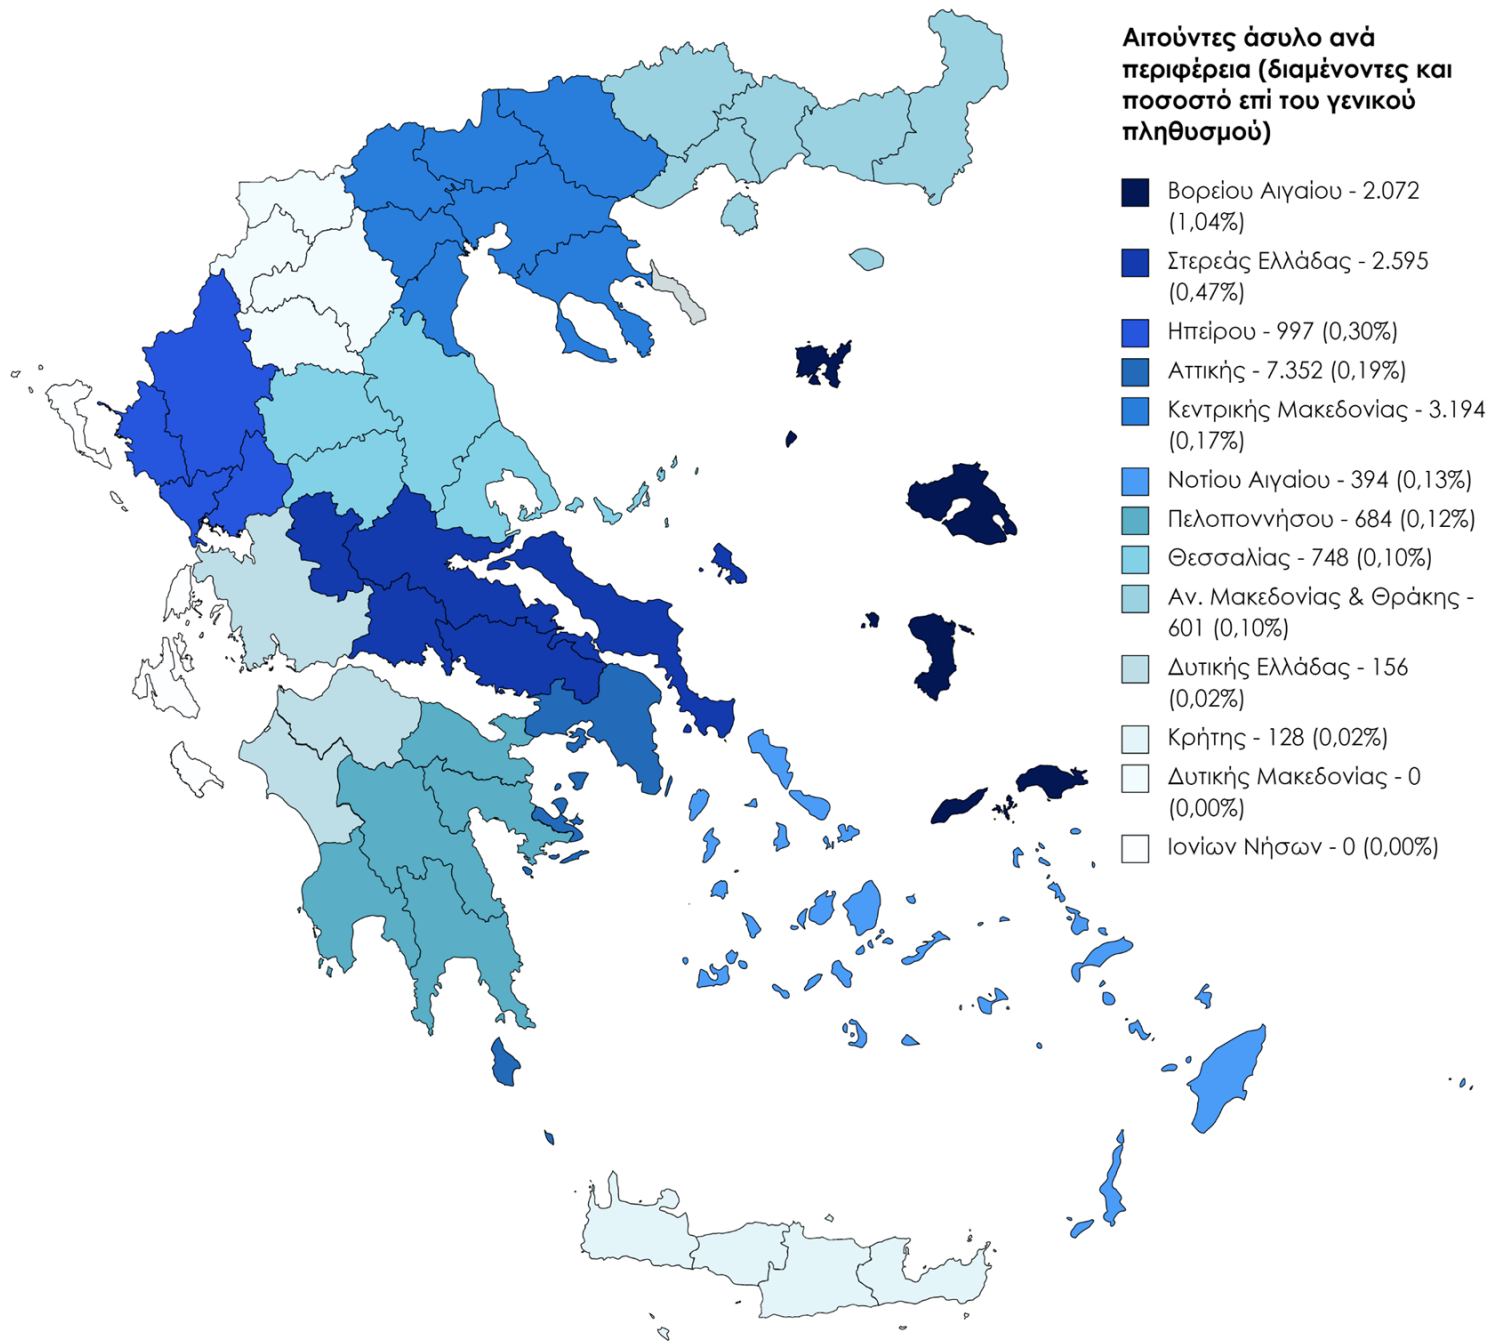 Αιτούντες άσυλο ανά
περιφέρεια (διαμένοντες και
ποσοστό επί του γενικού
πληθυσμού)
Βορείου Αιγαίου - 2.072
(1,04%)
Στερεάς Ελλάδας - 2.595
(0,47%)
Ηπείρου - 997 (0,30%)
Αττικής - 7.352 (0,19%)
Κεντρικής Μακεδονίας - 3.194
(0,17%)
Νοτίου Αιγαίου - 394 (0,13%)
Πελοποννήσου - 684 (0,12%)
Θεσσαλίας - 748 (0,10%)
Αν. Μακεδονίας & Θράκης -
601 (0,10%)
Δυτικής Ελλάδας - 156
(0,02%)
Κρήτης - 128 (0,02%)
Δυτικής Μακεδονίας - 0
(0,00%)
Ιονίων Νήσων - 0 (0,00%)